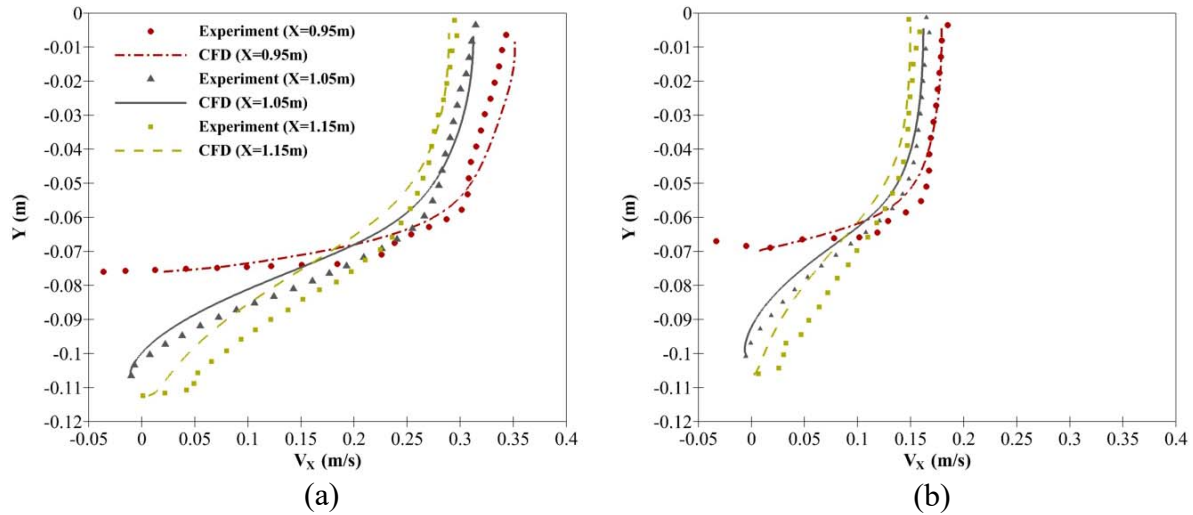 0
-0.01
-0.02
-0.03
-0.04
-0.05
-0.06
-0.07
-0.08
-0.09
-0.1
-0.11
-0.12
Y (m)
Experiment (X=0.95m)
CFD (X=0.95m)
Experiment (X=1.05m)
CFD (X=1.05m)
Experiment (X=1.15m)
CFD (X=1.15m)
-0.05 0 0.05 0.1 0.15 0.2 0.25 0.3 0.35 0.4
VX (m/s)
(a)
0
-0.01
-0.02
-0.03
-0.04
-0.05
-0.06
-0.07
-0.08
-0.09
-0.1
-0.11
-0.12
Y (m)
-0.05 0 0.05 0.1 0.15 0.2 0.25 0.3 0.35 0.4
VX (m/s)
(b)